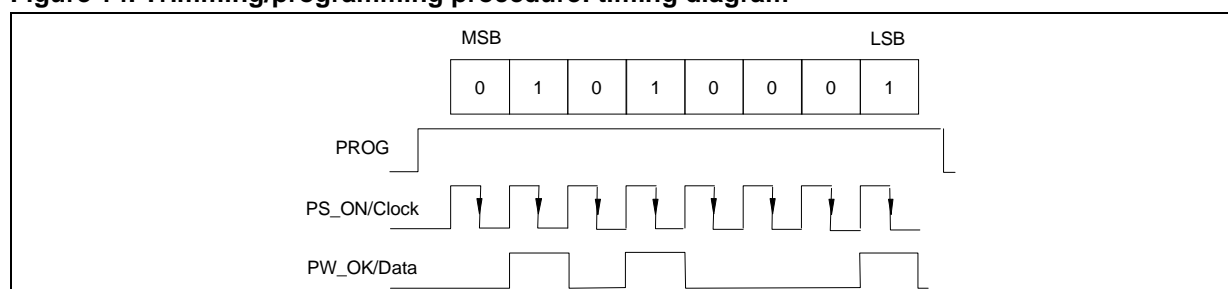 Figure 14. Trimming/programming procedure: timing diagram
MSB LSB
0 1 0 1 0 0 0 1
PROG
PS_ON/Clock
PW_OK/Data